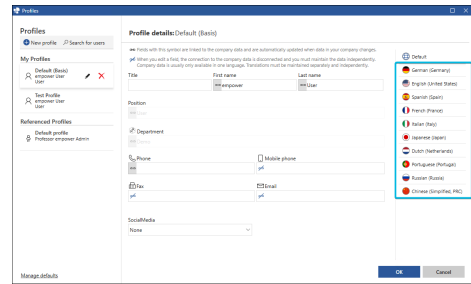 Profiles
Profiles
New profile
Search for users
My Profiles
Default (Basis)
empower User
User
Test Profile
empower User
User
Referenced Profiles
Default profile
Professor empower Admin
Manage defaults
Profile details: Default (Basis)
Fields with this symbol are linked to the company data and are automatically updated when data in your company changes.
When you edit a field, the connection to the company data is disconnected and you must maintain the data independently.
Company data is usually only available in one language. Translations must be maintained separately and independently.
Title
First name
Last name
empower
User
Position
User
Department
Phone
Mobile phone
Fax
Email
SocialMedia
None
Default
German (Germany)
English (United States)
Spanish (Spain)
French (France)
Italian (Italy)
Japanese (Japan)
Dutch (Netherlands)
Portuguese (Portugal)
Russian (Russia)
Chinese (Simplified, PRC)
OK
Cancel